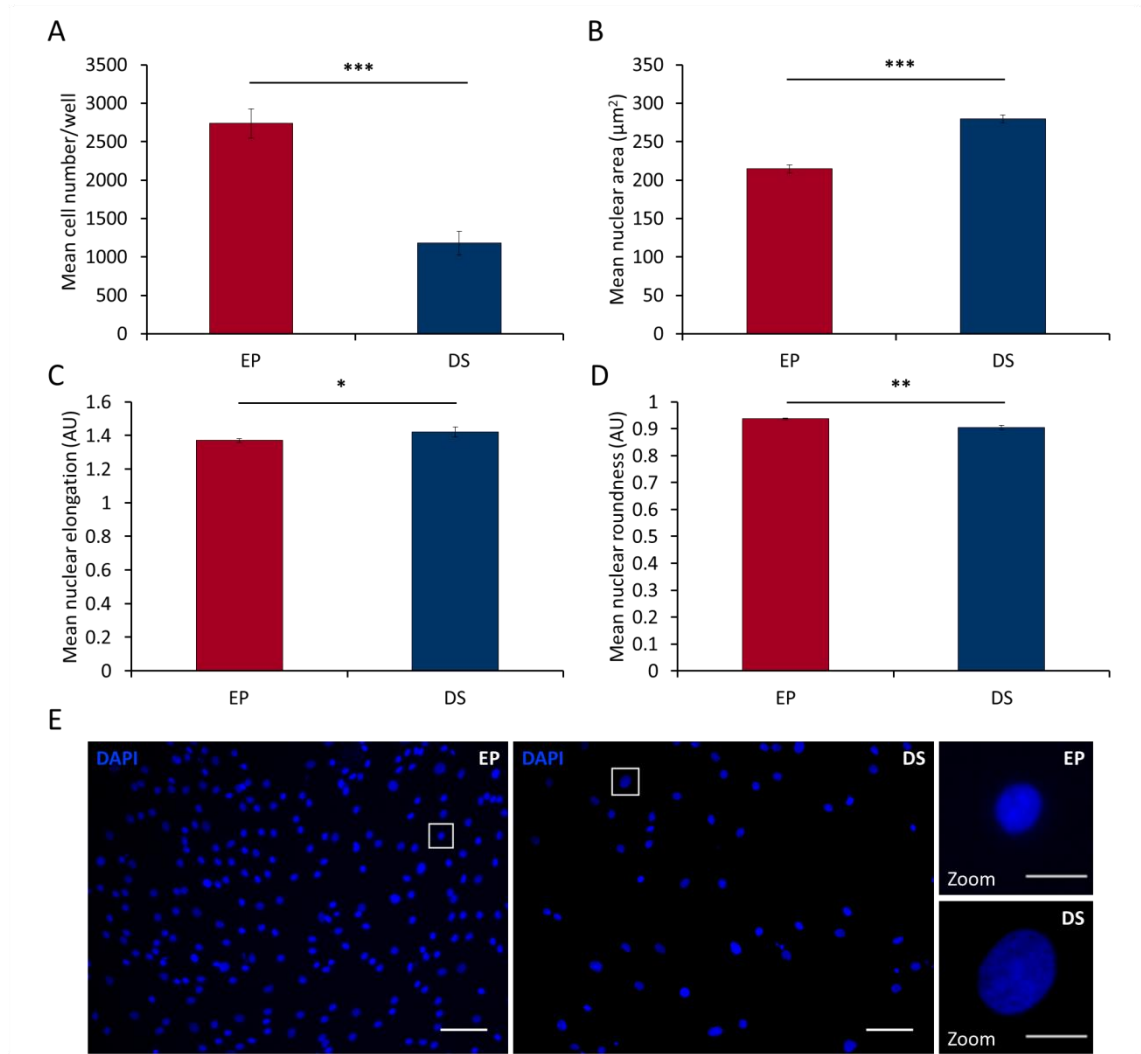 A
Mean cell number/well
3500
3000
2500
2000
1500
1000
500
0
***
EP
DS
B
Mean nuclear area (µm²)
350
300
250
200
150
100
50
0
***
EP
DS
C
Mean nuclear elongation (AU)
1.6
1.4
1.2
1
0.8
0.6
0.4
0.2
0
*
EP
DS
D
Mean nuclear roundness (AU)
1
0.9
0.8
0.7
0.6
0.5
0.4
0.3
0.2
0.1
0
**
EP
DS
E
DAPI
EP
DAPI
DS
EP
Zoom
DS
Zoom